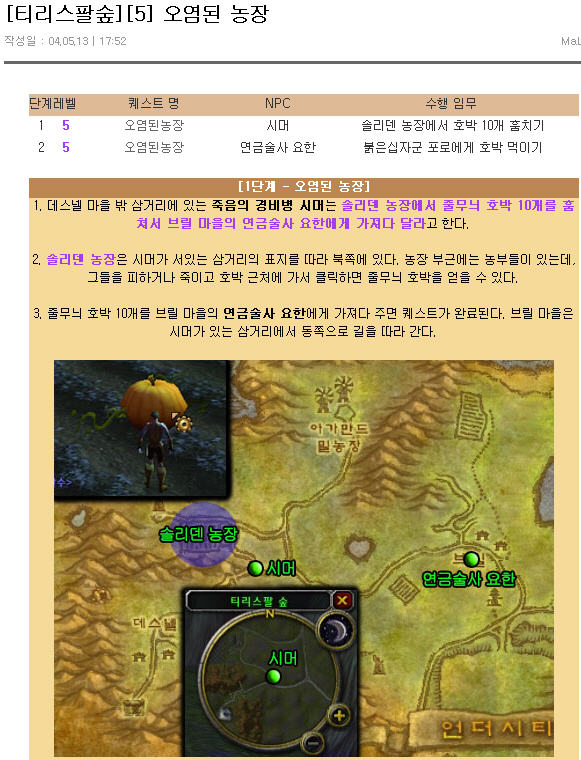 [티리스팔숲][5] 오염된 농장
작성일 : 04.05.13 | 17:52
MaL
단계레벨 퀘스트 명 NPC 수행 임무
1 5 오염된농장 시머 솔리덴 농장에서 호박 10개 훔치기
2 5 오염된농장 연금술사 요한 붉은십자군 포로에게 호박 먹이기
[1단계 - 오염된 농장]
1. 데스넬 마을 밖 삼거리에 있는 죽음의 경비병 시머는 솔리덴 농장에서 줄무늬 호박 10개를 훔
쳐서 브릴 마을의 연금술사 요한에게 가져다 달라고 한다.
2. 솔리덴 농장은 시머가 서있는 삼거리의 표지를 따라 북쪽에 있다. 농장 부근에는 농부들이 있는데,
그들을 피하거나 죽이고 호박 근처에 가서 클릭하면 줄무늬 호박을 얻을 수 있다.
3. 줄무늬 호박 10개를 브릴 마을의 연금술사 요한에게 가져다 주면 퀘스트가 완료된다. 브릴 마을은
시머가 있는 삼거리에서 동쪽으로 길을 따라 간다.
아가만드
밀농장
솔리덴 농장
시머
연금술사 요한
티리스팔 숲
N
데스넬
시머
언더시티